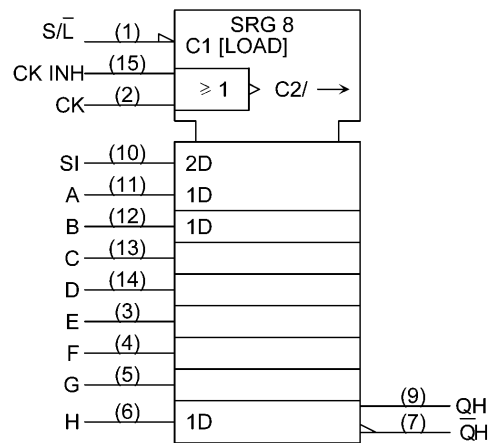 SRG 8
S/L̅ (1) C1 [LOAD]
CK INH (15)
≥ 1 C2/ →
CK (2)
SI (10) 2D
A (11) 1D
B (12) 1D
C (13)
D (14)
E (3)
F (4)
G (5)
(9) QH
H (6) 1D (7) Q̅H